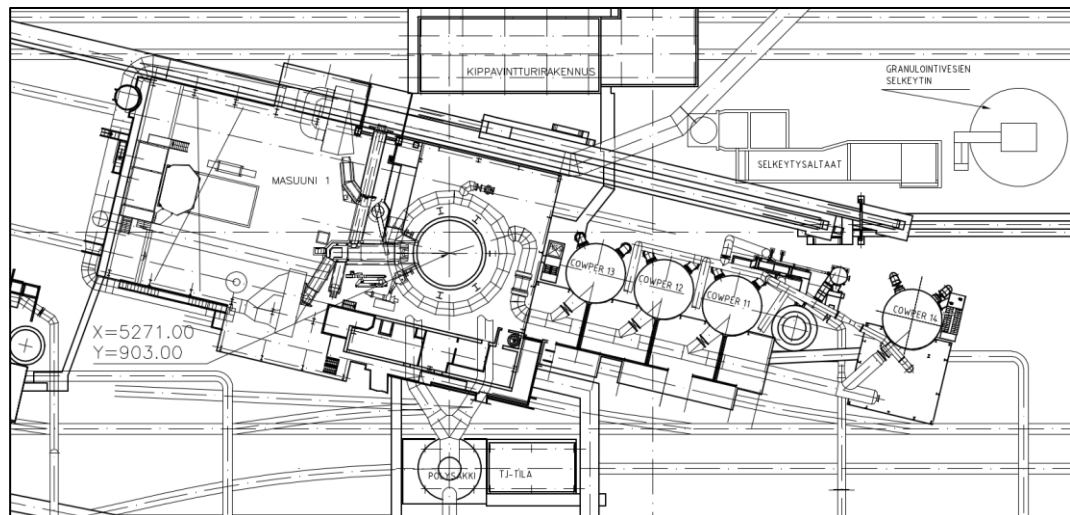 KIPPAVINTTURIRAKENNUS
GRANULOINTIVESIEN
SELKEYTIN
SELKEYTYSALTAAT
MASUUNI 1
COWPER 13
COWPER 12
COWPER 11
COWPER 14
X=5271.00
Y=903.00
PÖLYSÄKKI
TJ-TILA